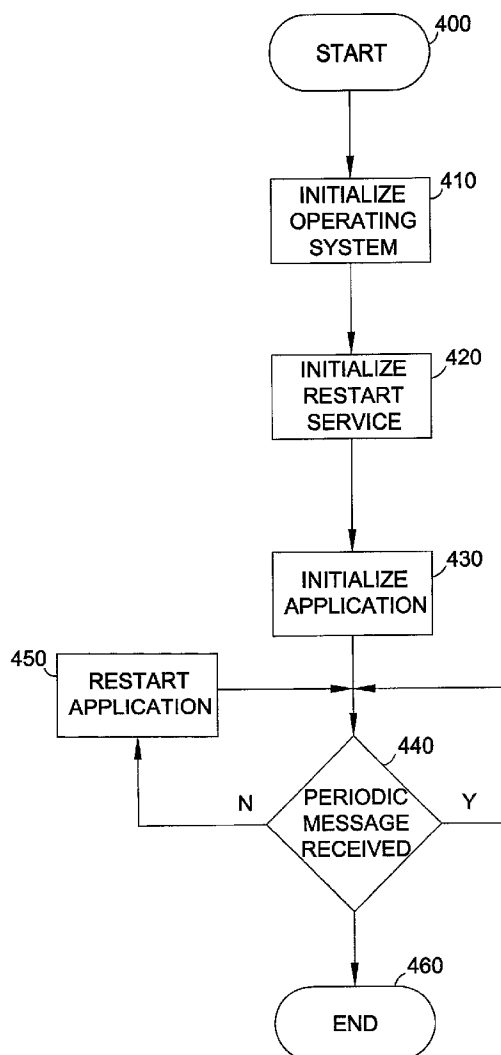 400
START
410
INITIALIZE
OPERATING
SYSTEM
420
INITIALIZE
RESTART
SERVICE
430
INITIALIZE
APPLICATION
450
RESTART
APPLICATION
440
N
PERIODIC
MESSAGE
RECEIVED
Y
460
END